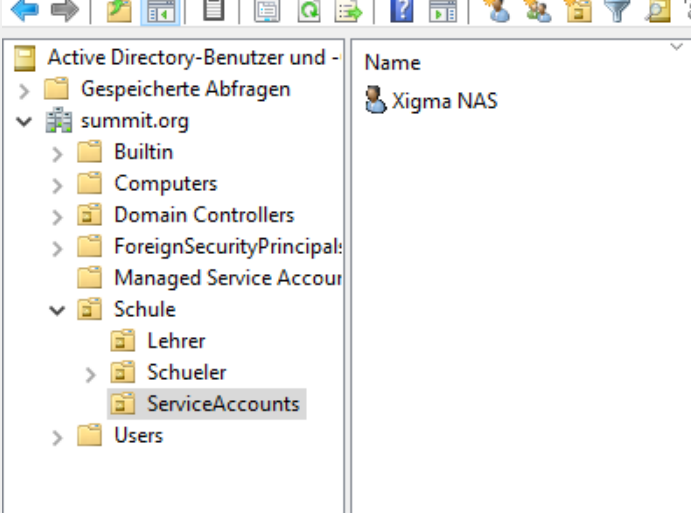 Active Directory-Benutzer und -
Gespeicherte Abfragen
summit.org
Builtin
Computers
Domain Controllers
ForeignSecurityPrincipals
Managed Service Accour
Schule
Lehrer
Schueler
ServiceAccounts
Users
Name
Xigma NAS